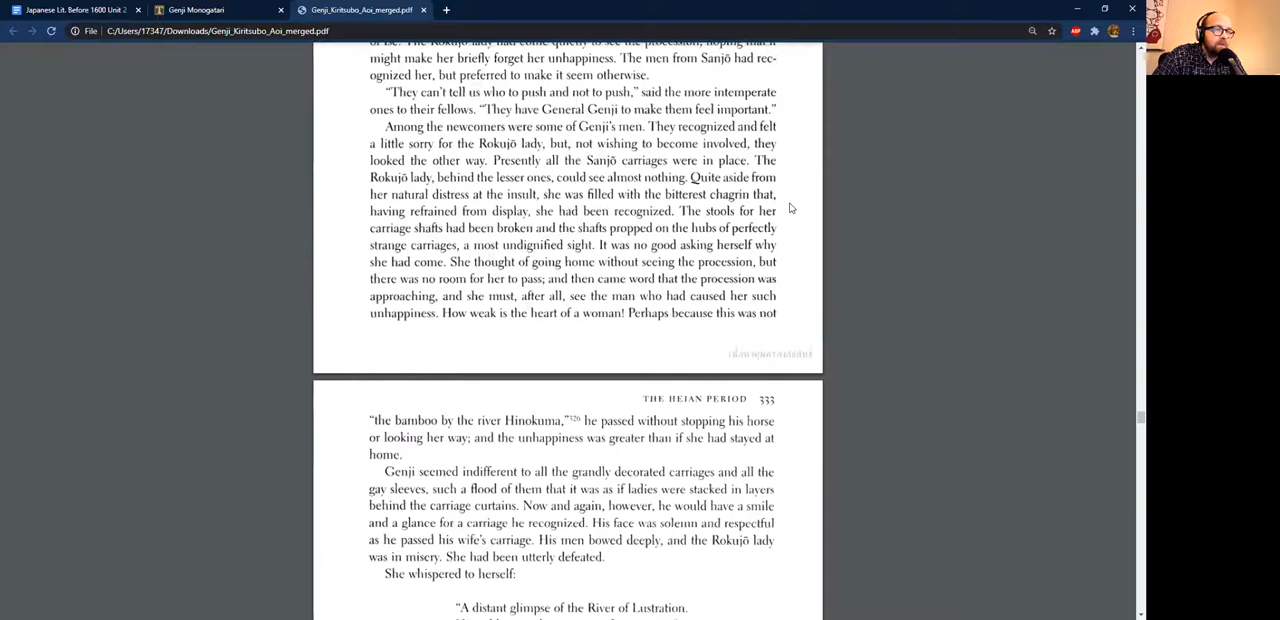 Japanese Lit. Before 1600 Unit 2
Genji Monogatari
Genji_Kiritsubo_Aoi_merged.pdf
File
C:/Users/17347/Downloads/Genji_Kiritsubo_Aoi_merged.pdf
ABP
of Ise. The Rokujō lady had come quietly to see the procession, hoping that it
might make her briefly forget her unhappiness. The men from Sanjō had rec-
ognized her, but preferred to make it seem otherwise.
“They can’t tell us who to push and not to push,” said the more intemperate
ones to their fellows. “They have General Genji to make them feel important.”
Among the newcomers were some of Genji’s men. They recognized and felt
a little sorry for the Rokujō lady, but, not wishing to become involved, they
looked the other way. Presently all the Sanjō carriages were in place. The
Rokujō lady, behind the lesser ones, could see almost nothing. Quite aside from
her natural distress at the insult, she was filled with the bitterest chagrin that,
having refrained from display, she had been recognized. The stools for her
carriage shafts had been broken and the shafts propped on the hubs of perfectly
strange carriages, a most undignified sight. It was no good asking herself why
she had come. She thought of going home without seeing the procession, but
there was no room for her to pass; and then came word that the procession was
approaching, and she must, after all, see the man who had caused her such
unhappiness. How weak is the heart of a woman! Perhaps because this was not
THE HEIAN PERIOD 333
“the bamboo by the river Hinokuma,”326 he passed without stopping his horse
or looking her way; and the unhappiness was greater than if she had stayed at
home.
Genji seemed indifferent to all the grandly decorated carriages and all the
gay sleeves, such a flood of them that it was as if ladies were stacked in layers
behind the carriage curtains. Now and again, however, he would have a smile
and a glance for a carriage he recognized. His face was solemn and respectful
as he passed his wife’s carriage. His men bowed deeply, and the Rokujō lady
was in misery. She had been utterly defeated.
She whispered to herself:
“A distant glimpse of the River of Lustration.